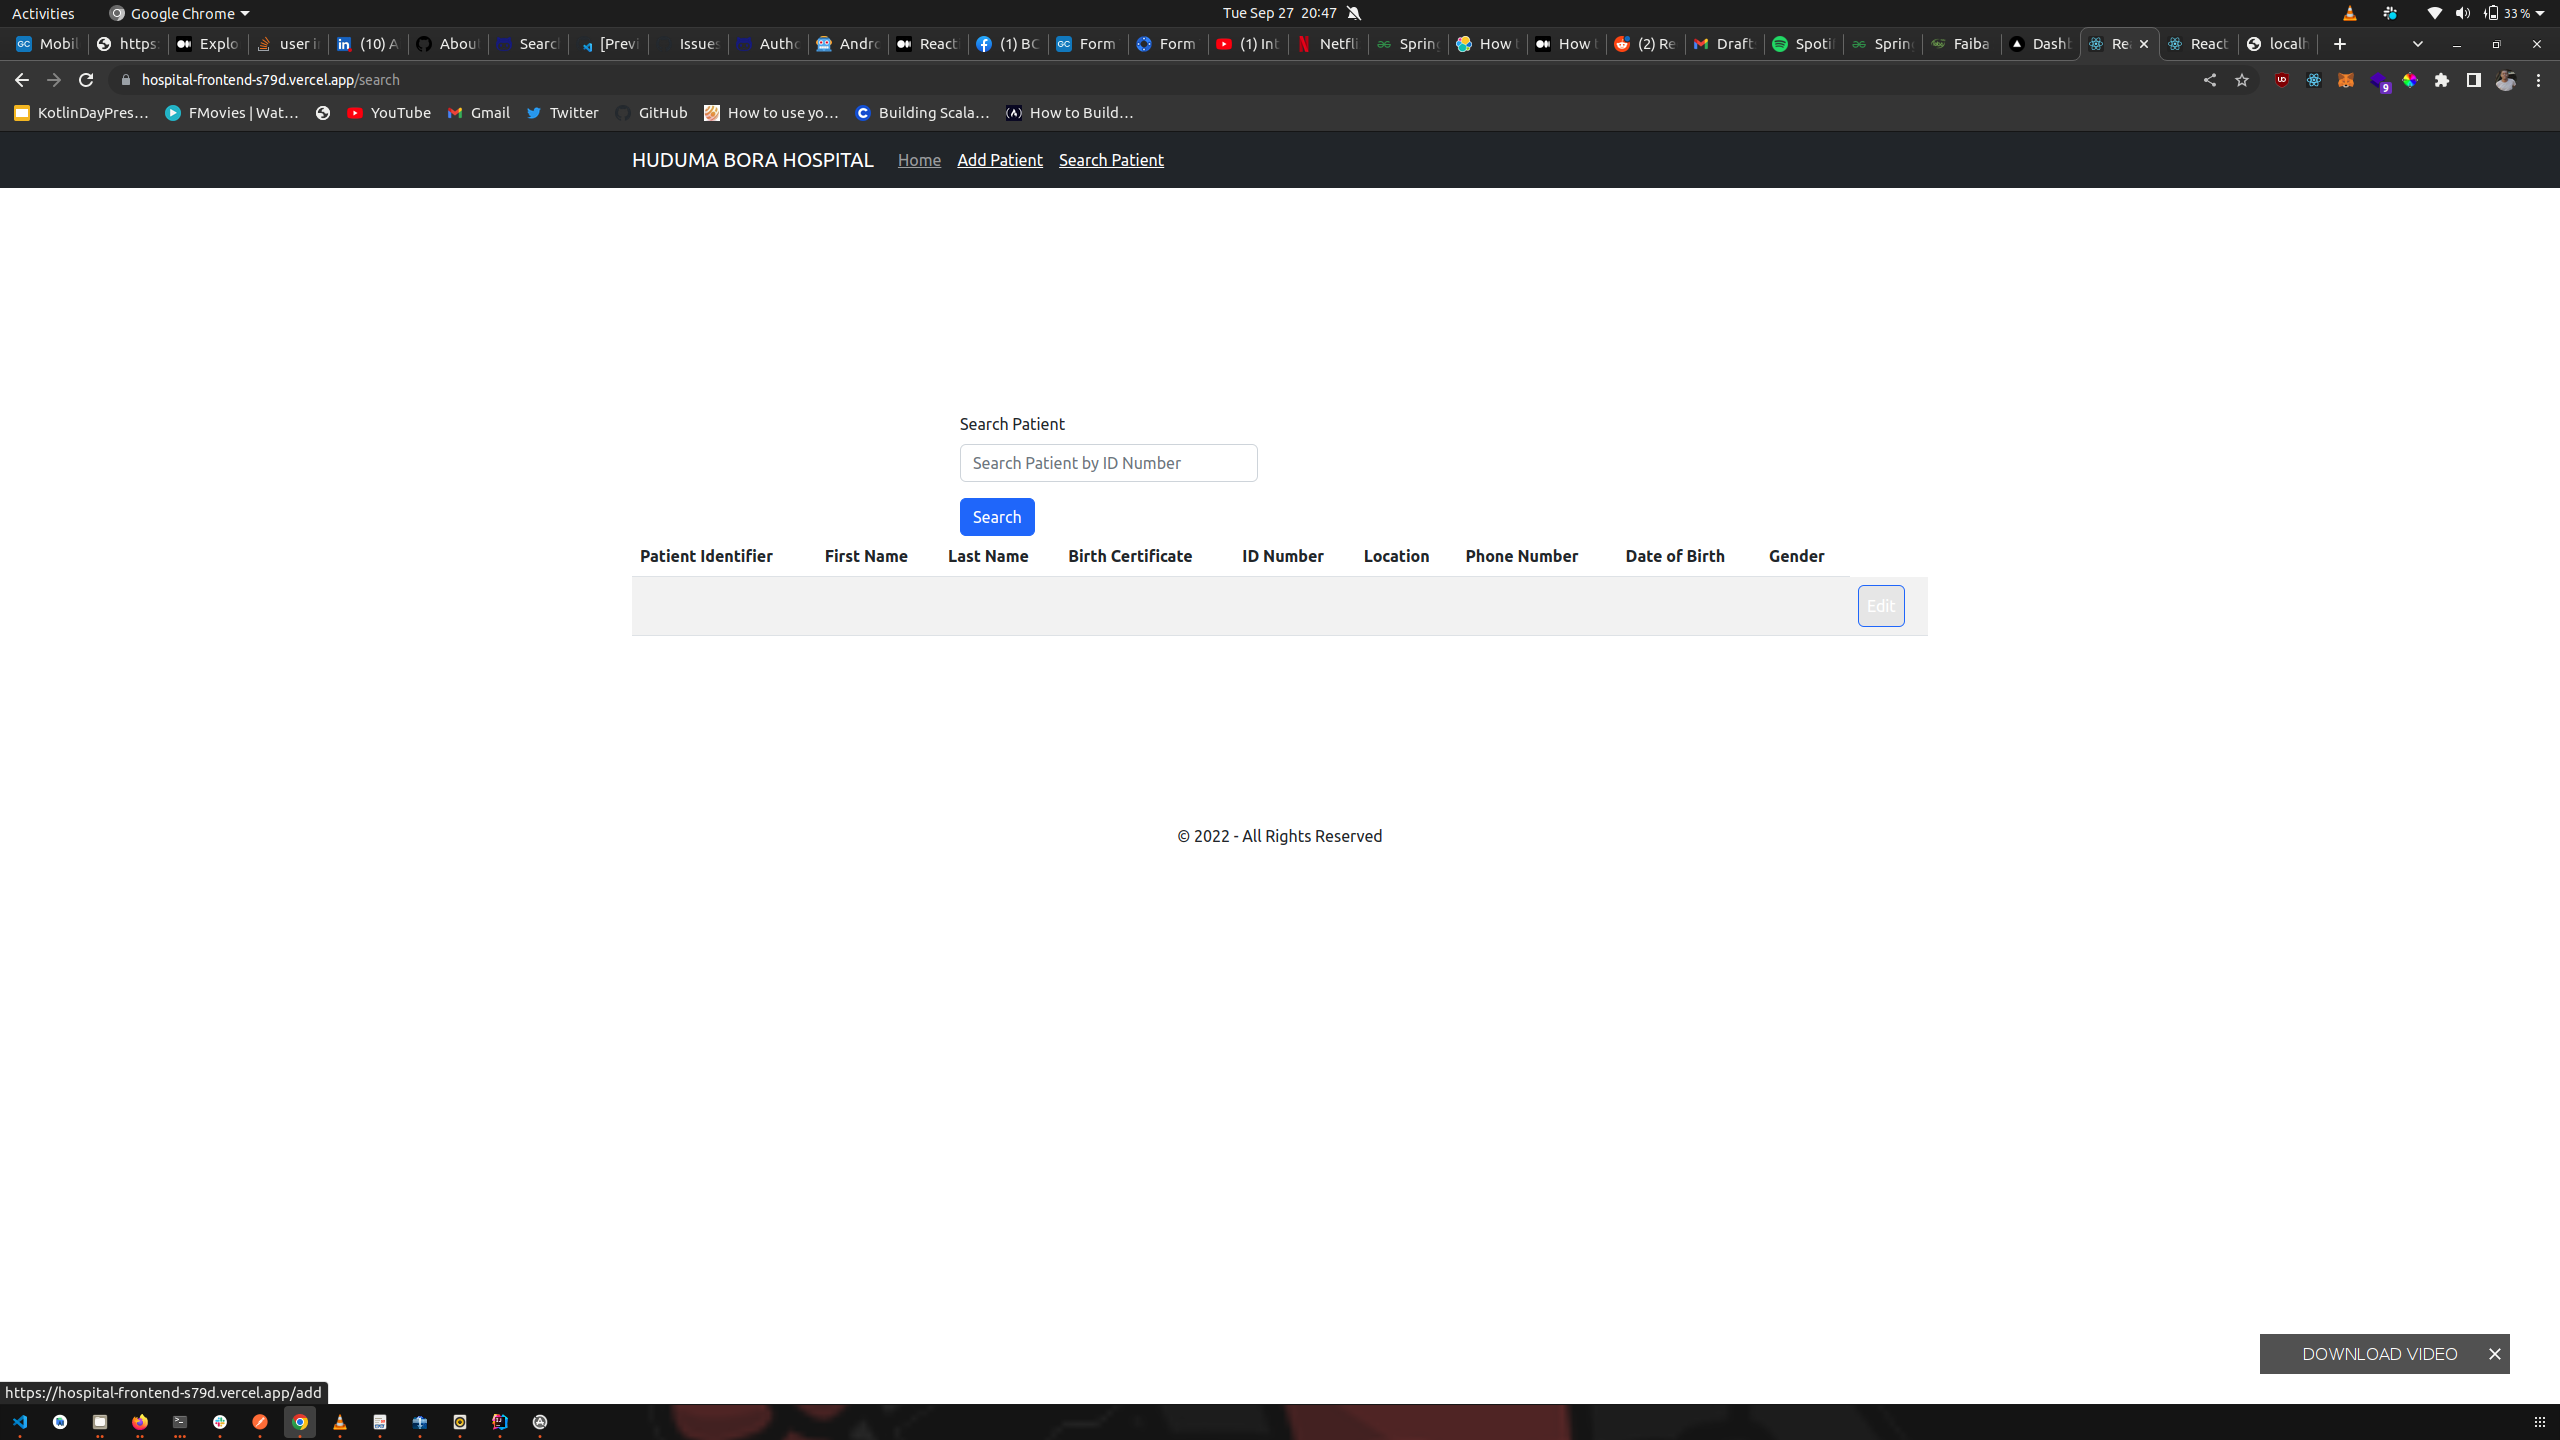 Activities Google Chrome Tue Sep 27 20:47 33 %
Mobil https: Explo user i (10) A Abou Searc [Previ Issues Autho Andro React (1) BC Form Form (1) Int Netfli Spring How t How t (2) Re Draft Spotif Spring Faiba Dashb Rea React localh
hospital-frontend-s79d.vercel.app/search 9
KotlinDayPres… FMovies | Wat… YouTube Gmail Twitter GitHub How to use yo… Building Scala… How to Build…
HUDUMA BORA HOSPITAL Home Add Patient Search Patient
Search Patient
Search Patient by ID Number
Search
Patient Identifier First Name Last Name Birth Certificate ID Number Location Phone Number Date of Birth Gender
Edit
© 2022 - All Rights Reserved
DOWNLOAD VIDEO
https://hospital-frontend-s79d.vercel.app/add